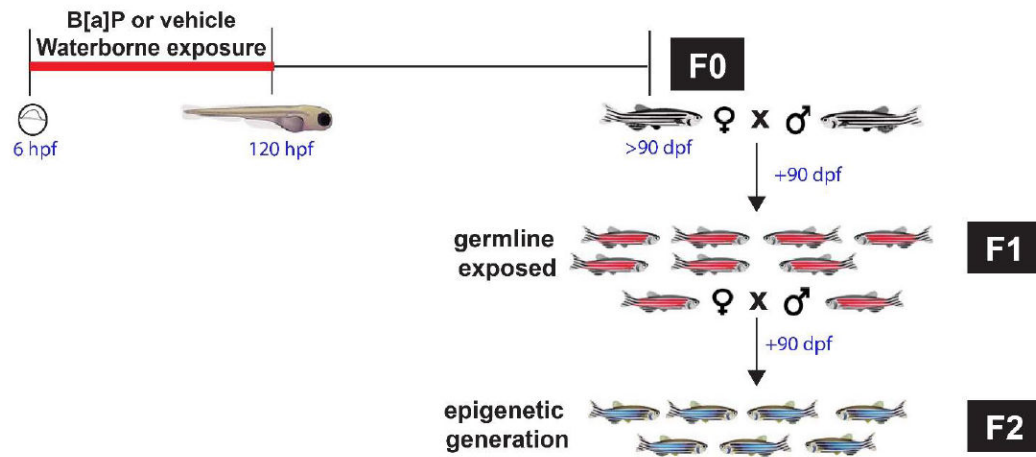 B[a]P or vehicle
Waterborne exposure
F0
6 hpf
120 hpf
>90 dpf
♀ X ♂
+90 dpf
germline
exposed
F1
♀ X ♂
+90 dpf
epigenetic
generation
F2